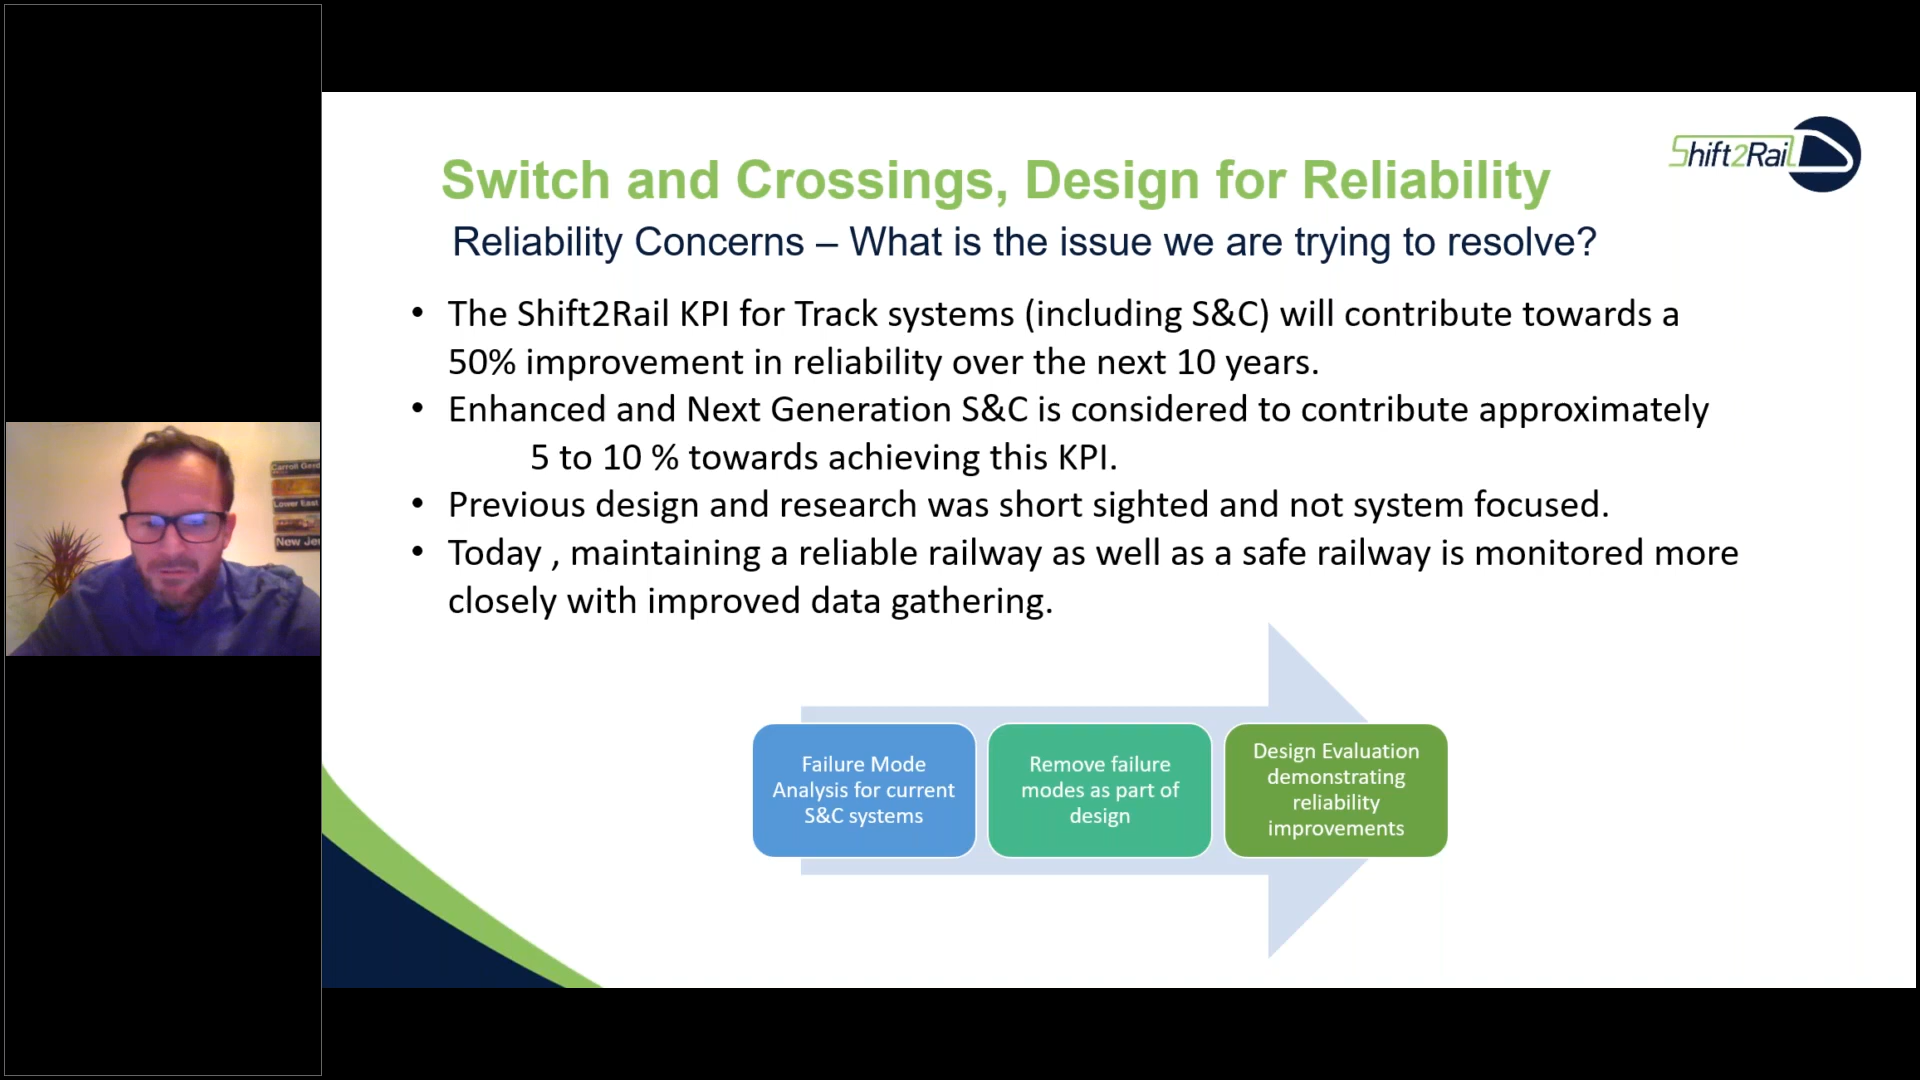 Shift2Rail
Switch and Crossings, Design for Reliability
Reliability Concerns – What is the issue we are trying to resolve?
• The Shift2Rail KPI for Track systems (including S&C) will contribute towards a
50% improvement in reliability over the next 10 years.
• Enhanced and Next Generation S&C is considered to contribute approximately
5 to 10 % towards achieving this KPI.
• Previous design and research was short sighted and not system focused.
• Today , maintaining a reliable railway as well as a safe railway is monitored more
closely with improved data gathering.
Failure Mode
Analysis for current
S&C systems
Remove failure
modes as part of
design
Design Evaluation
demonstrating
reliability
improvements
Carroll Gard
Lower East
New Jer